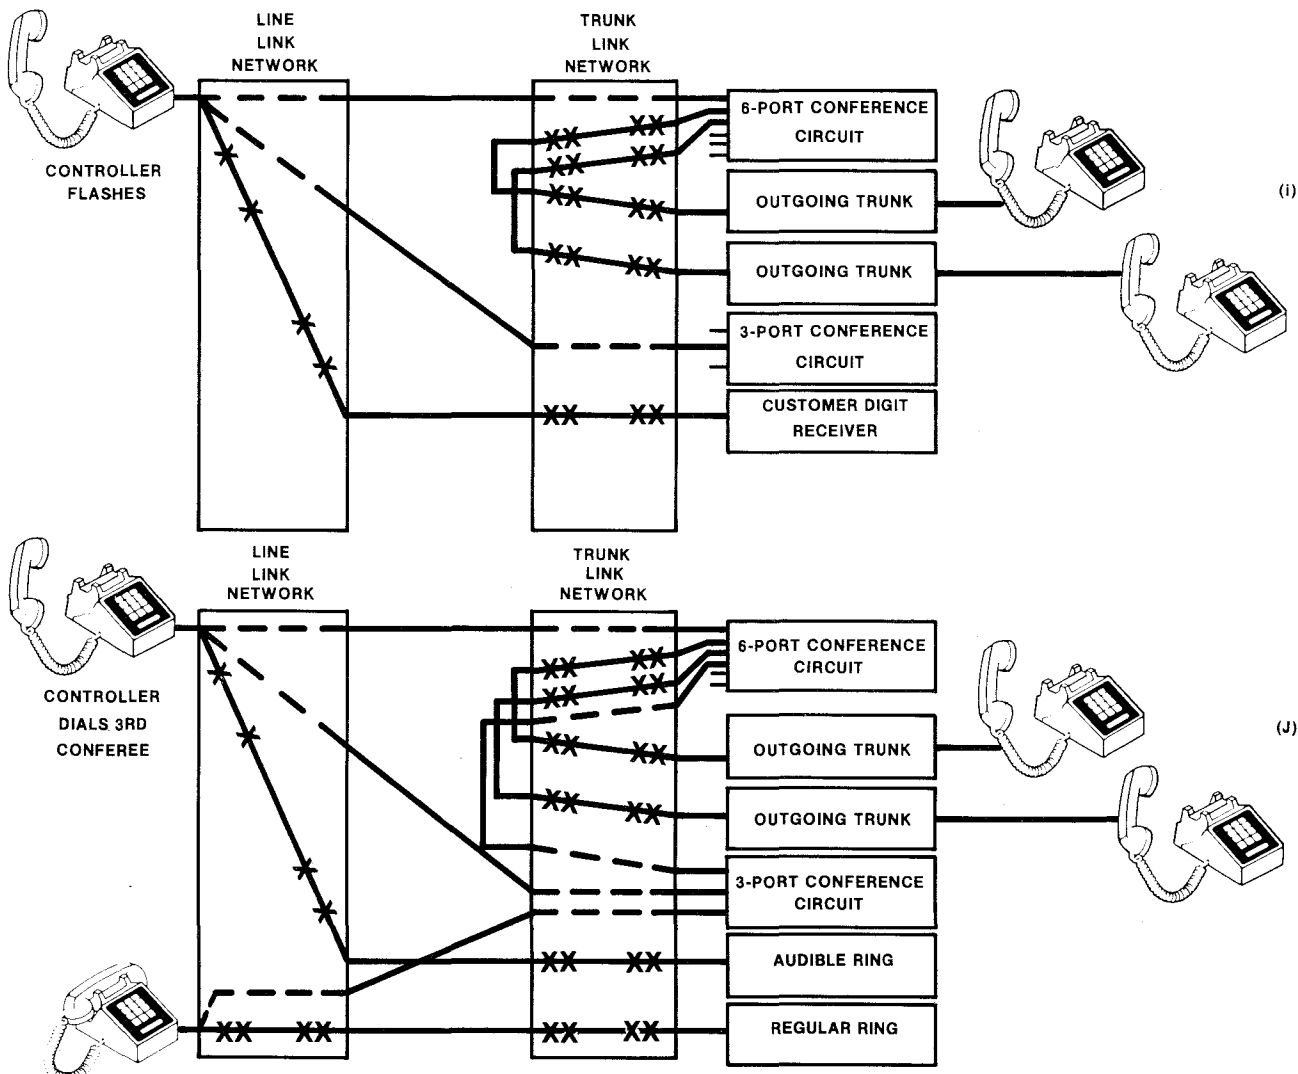 LINE
LINK
NETWORK
TRUNK
LINK
NETWORK
6-PORT CONFERENCE
CIRCUIT
CONTROLLER
FLASHES
OUTGOING TRUNK
(i)
OUTGOING TRUNK
3-PORT CONFERENCE
CIRCUIT
CUSTOMER DIGIT
RECEIVER
LINE
LINK
NETWORK
TRUNK
LINK
NETWORK
6-PORT CONFERENCE
CIRCUIT
CONTROLLER
DIALS 3RD
CONFEREE
OUTGOING TRUNK
(J)
OUTGOING TRUNK
3-PORT CONFERENCE
CIRCUIT
AUDIBLE RING
REGULAR RING